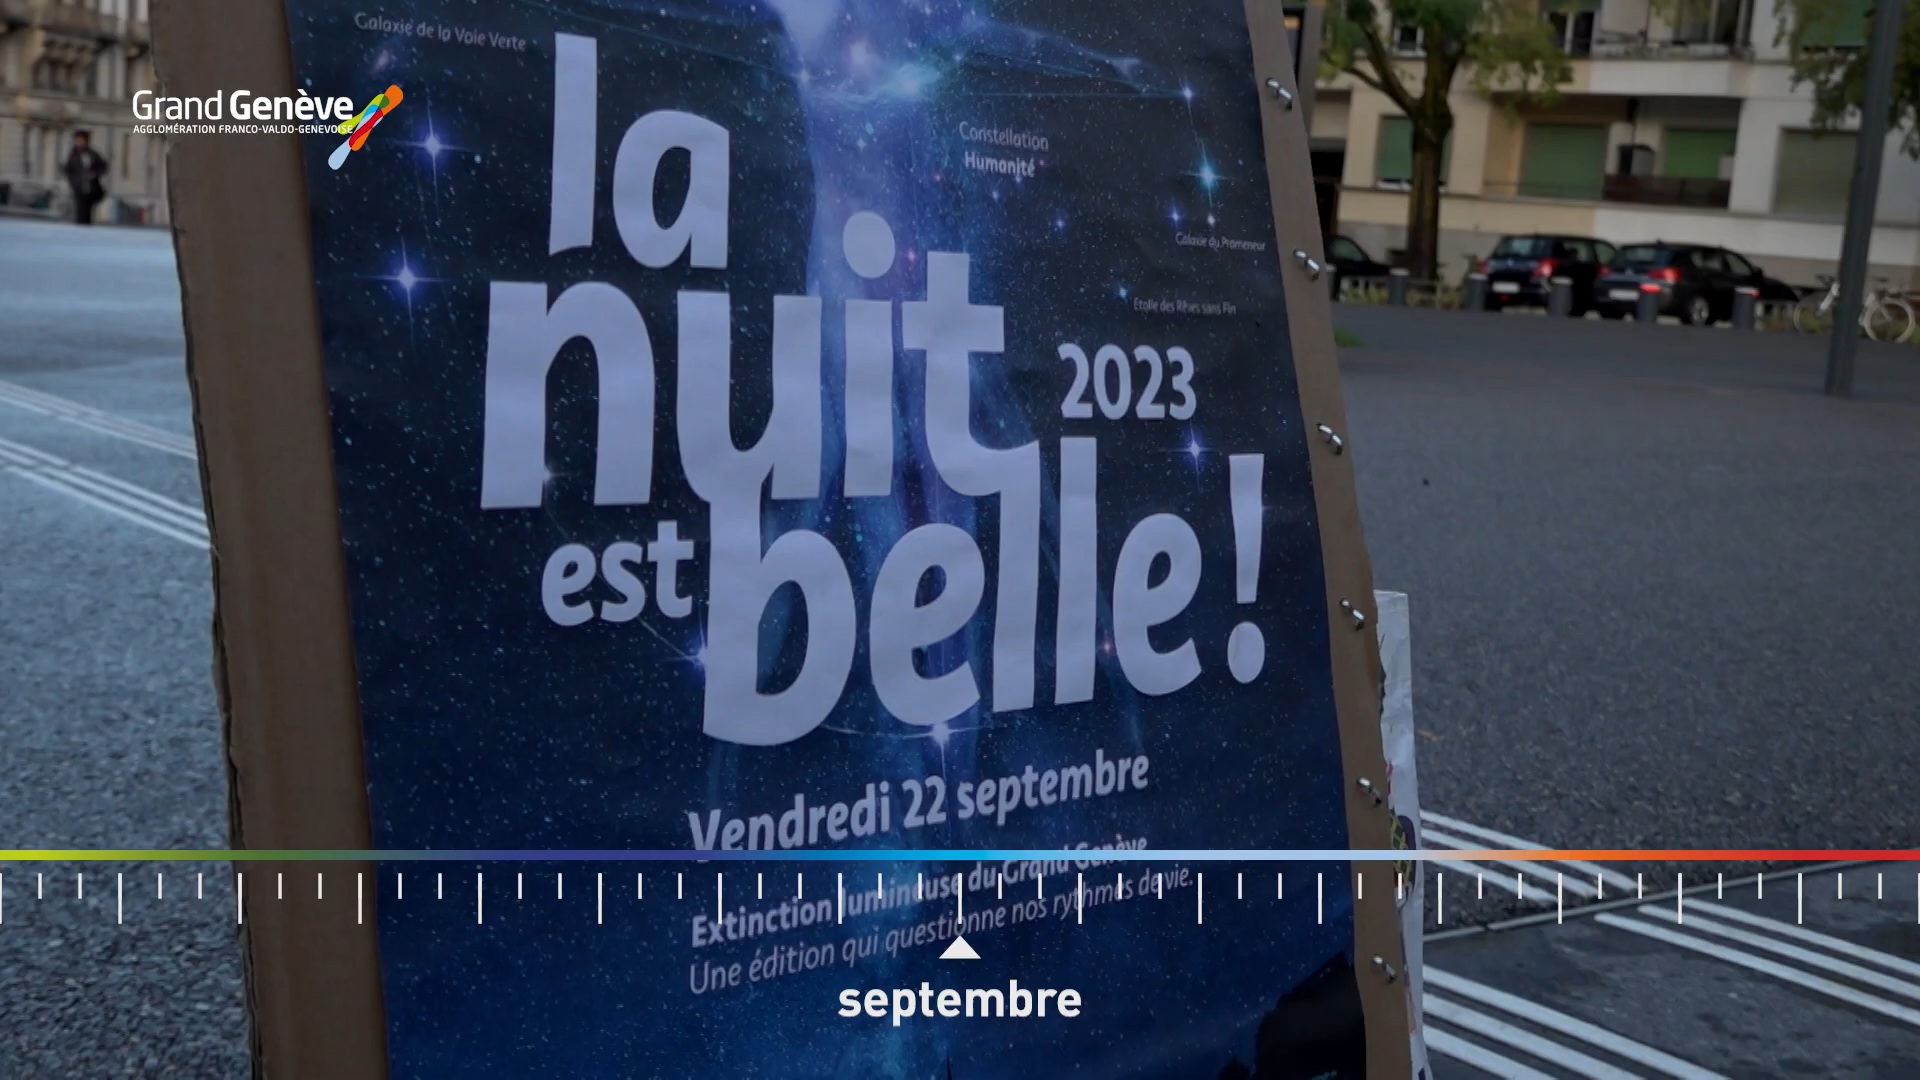 Galaxie de la Voie Verte
Grand Genève
AGGLOMÉRATION FRANCO-VALDO-GENEVOISE
Constellation
Humanité
Galaxie du Promeneur
Etoile des Rêves sans Fin
la
nuit
2023
est belle !
Vendredi 22 septembre
Extinction lumineuse du Grand Genève
Une édition qui questionne nos rythmes de vie.
septembre